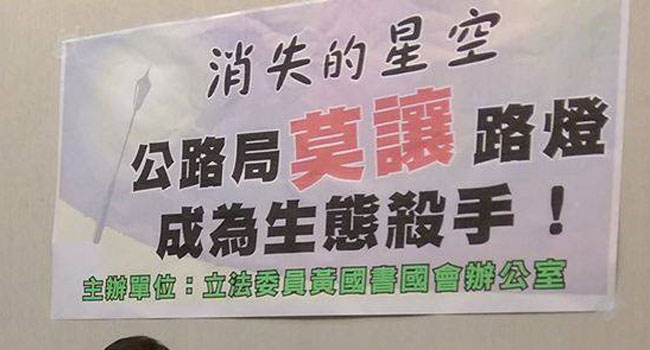 消失的星空
公路局莫讓路燈
成為生態殺手！
主辦單位：立法委員黃國書國會辦公室